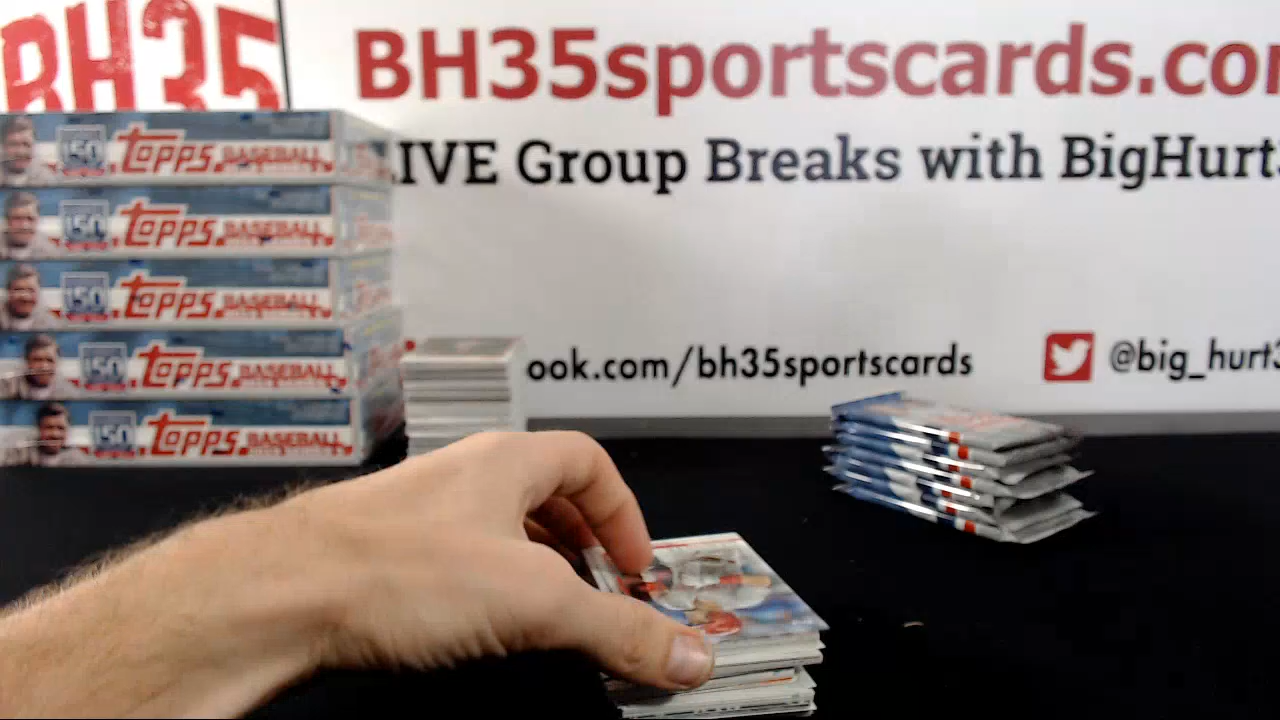 BH35
BH35sportscards.co
IVE Group Breaks with BigHurt
ook.com/bh35sportscards
@big_hurt3
150 Topps BASEBALL
150 Topps BASEBALL
150 Topps BASEBALL
150 Topps BASEBALL
150 Topps BASEBALL